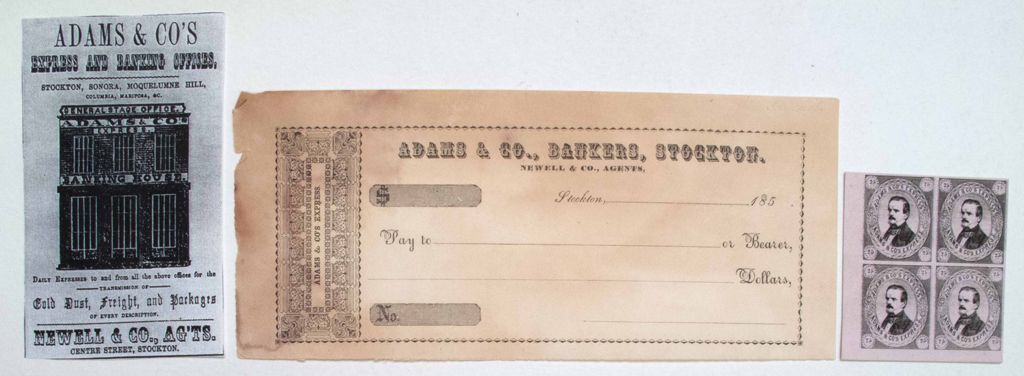 ADAMS & CO'S
EXPRESS AND BANKING OFFICES,
STOCKTON, SONORA, MOQUELUMNE HILL,
COLUMBIA, MARIPOSA, &C.
GENERAL STAGE OFFICE.
ADAMS & CO'S
EXPRESS.
BANKING HOUSE
DAILY EXPRESSES to and from all the above offices for the
TRANSMISSION OF
Gold Dust, Freight, and Packages
OF EVERY DESCRIPTION.
NEWELL & CO., AG'TS.
CENTRE STREET, STOCKTON.
ADAMS & CO'S EXPRESS.
ADAMS & CO., BANKERS, STOCKTON.
NEWELL & CO., AGENTS,
Stockton, 185
Pay to or Bearer,
Dollars,
No.